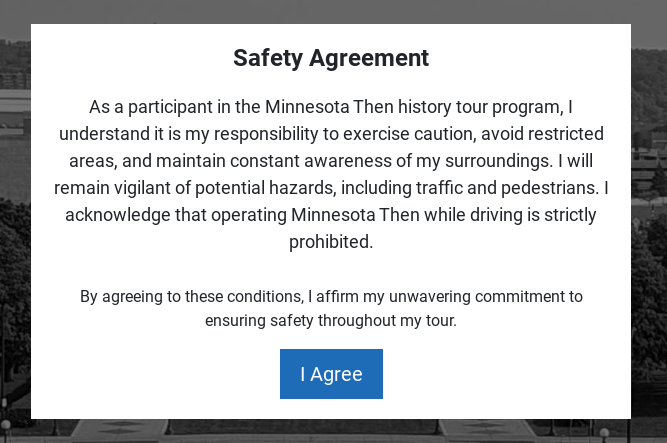 Safety Agreement
As a participant in the Minnesota Then history tour program, I
understand it is my responsibility to exercise caution, avoid restricted
areas, and maintain constant awareness of my surroundings. I will
remain vigilant of potential hazards, including traffic and pedestrians. I
acknowledge that operating Minnesota Then while driving is strictly
prohibited.
By agreeing to these conditions, I affirm my unwavering commitment to
ensuring safety throughout my tour.
I Agree